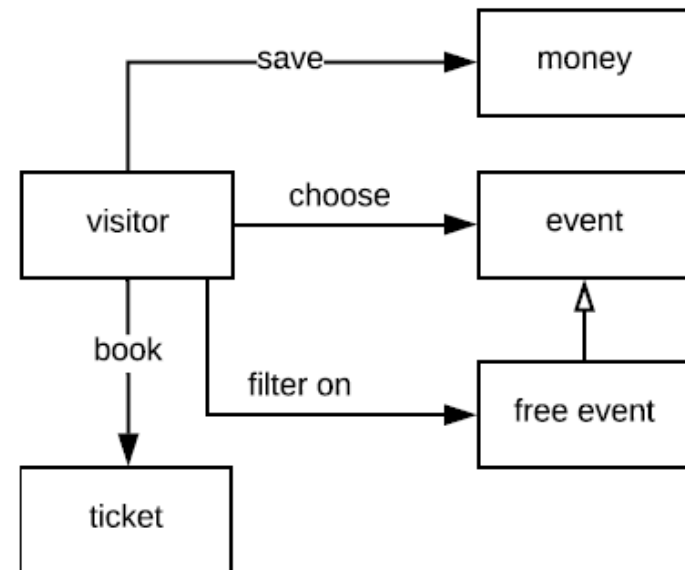 save
money
visitor
choose
event
book
filter on
free event
ticket